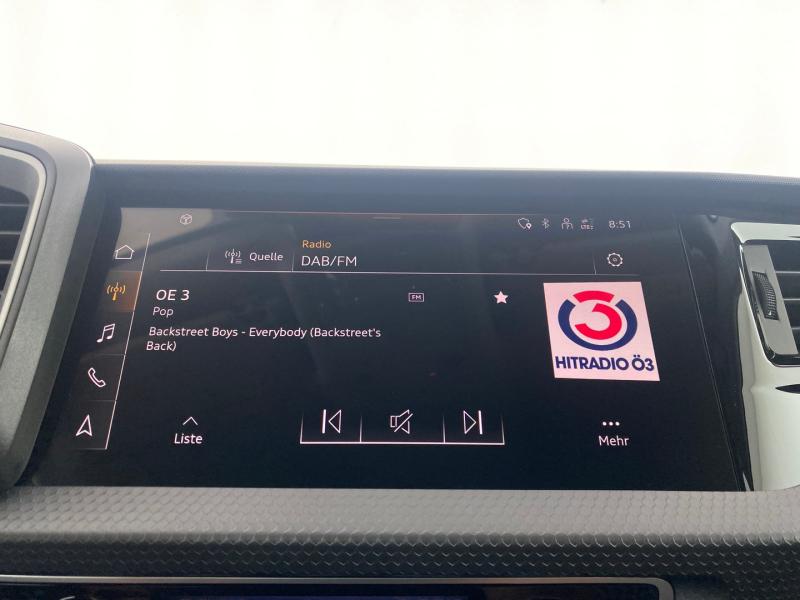 8:51
Radio
Quelle
DAB/FM
OE 3
FM
Pop
Backstreet Boys - Everybody (Backstreet's
Back)
3
HITRADIO Ö3
Liste
Mehr